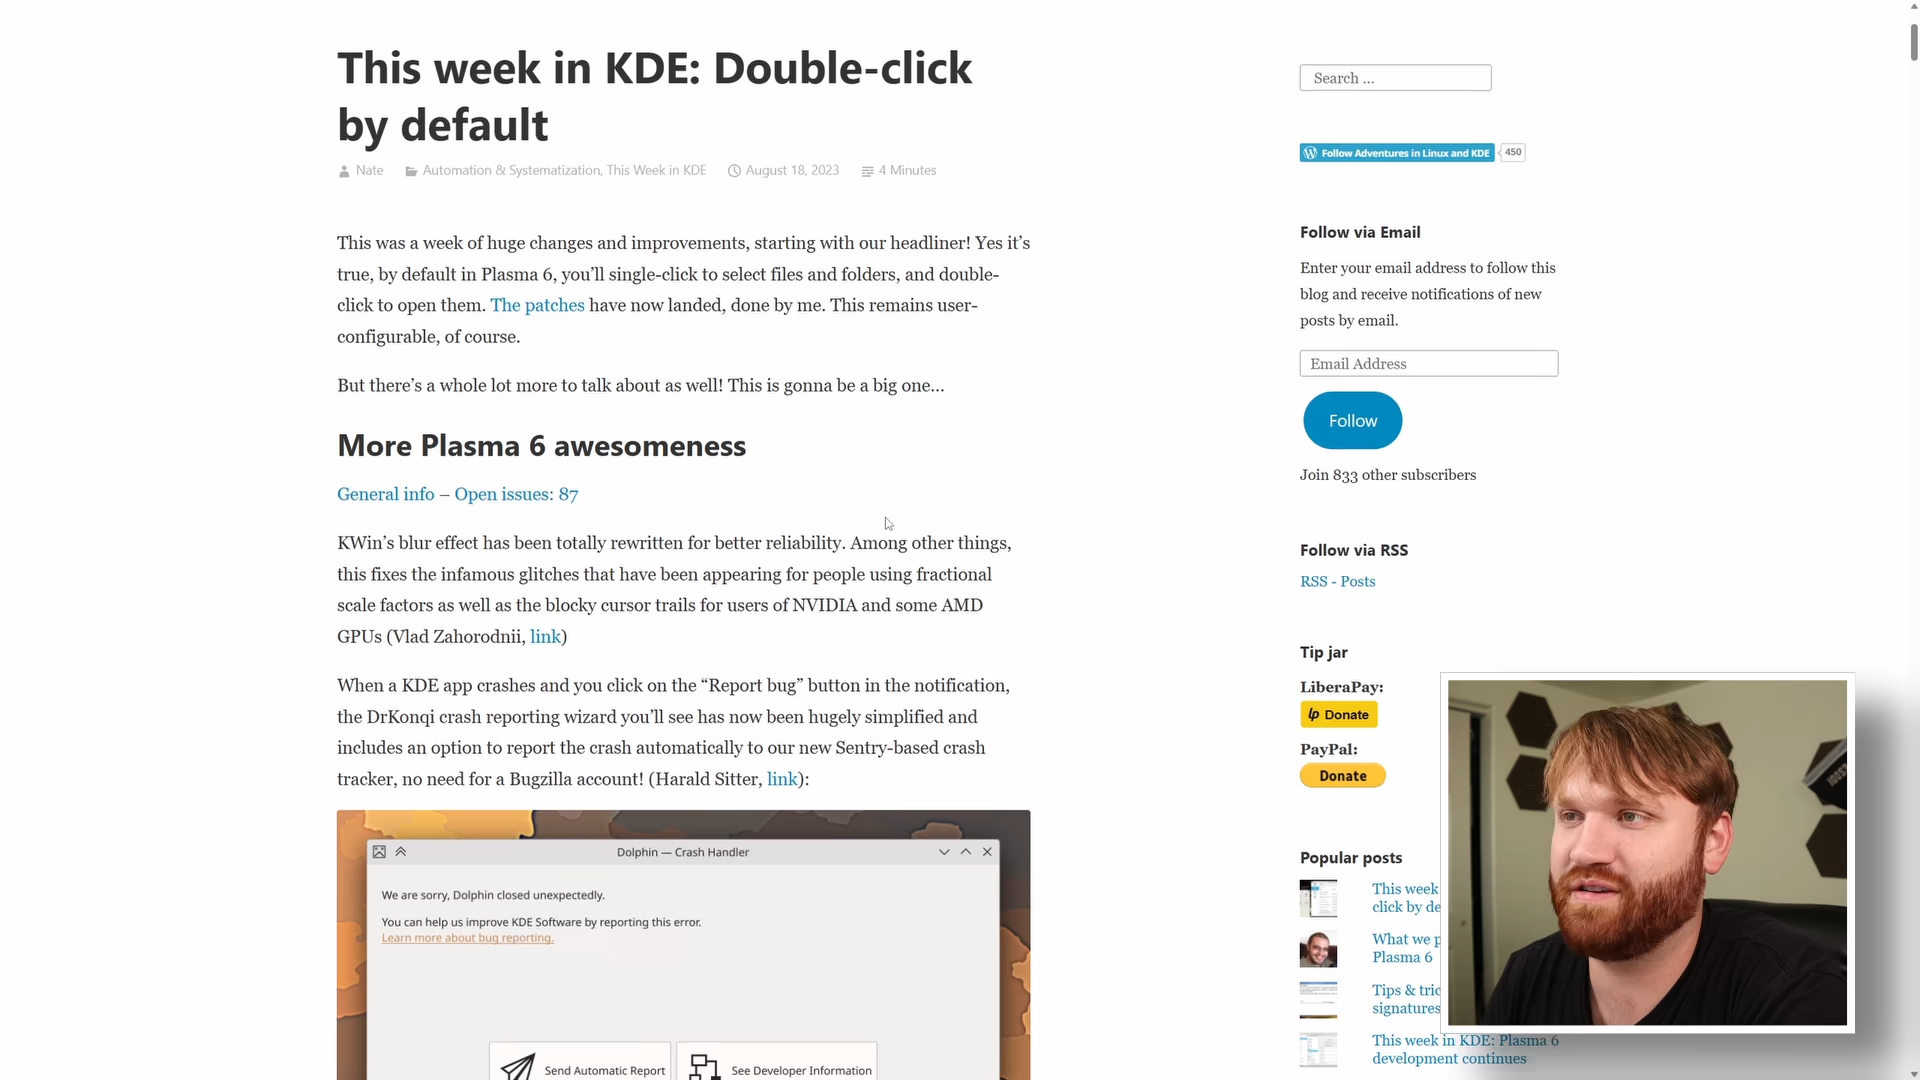 This week in KDE: Double-click
by default
Nate Automation & Systematization, This Week in KDE August 18, 2023 4 Minutes
This was a week of huge changes and improvements, starting with our headliner! Yes it’s
true, by default in Plasma 6, you’ll single-click to select files and folders, and double-
click to open them. The patches have now landed, done by me. This remains user-
configurable, of course.
But there’s a whole lot more to talk about as well! This is gonna be a big one…
More Plasma 6 awesomeness
General info – Open issues: 87
KWin’s blur effect has been totally rewritten for better reliability. Among other things,
this fixes the infamous glitches that have been appearing for people using fractional
scale factors as well as the blocky cursor trails for users of NVIDIA and some AMD
GPUs (Vlad Zahorodnii, link)
When a KDE app crashes and you click on the “Report bug” button in the notification,
the DrKonqi crash reporting wizard you’ll see has now been hugely simplified and
includes an option to report the crash automatically to our new Sentry-based crash
tracker, no need for a Bugzilla account! (Harald Sitter, link):
Dolphin — Crash Handler
We are sorry, Dolphin closed unexpectedly.
You can help us improve KDE Software by reporting this error.
Learn more about bug reporting.
Send Automatic Report
See Developer Information
Search ...
Follow Adventures in Linux and KDE 450
Follow via Email
Enter your email address to follow this
blog and receive notifications of new
posts by email.
Email Address
Follow
Join 833 other subscribers
Follow via RSS
RSS - Posts
Tip jar
LiberaPay:
lp Donate
PayPal:
Donate
Popular posts
This week
click by de
What we p
Plasma 6
Tips & tric
signatures
This week in KDE: Plasma 6
development continues